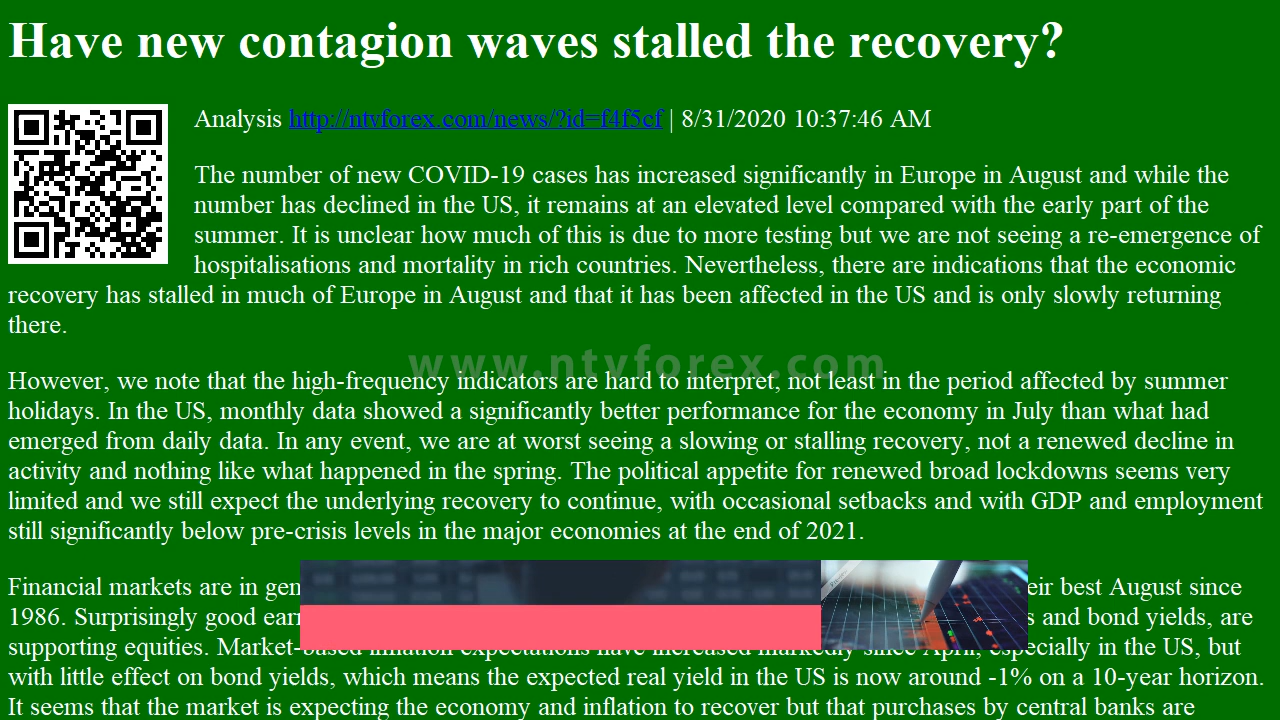 Have new contagion waves stalled the recovery?
Analysis http://ntvforex.com/news/?id=f4f5cf | 8/31/2020 10:37:46 AM
The number of new COVID-19 cases has increased significantly in Europe in August and while the
number has declined in the US, it remains at an elevated level compared with the early part of the
summer. It is unclear how much of this is due to more testing but we are not seeing a re-emergence of
hospitalisations and mortality in rich countries. Nevertheless, there are indications that the economic
recovery has stalled in much of Europe in August and that it has been affected in the US and is only slowly returning
there.
www.ntvforex.com
However, we note that the high-frequency indicators are hard to interpret, not least in the period affected by summer
holidays. In the US, monthly data showed a significantly better performance for the economy in July than what had
emerged from daily data. In any event, we are at worst seeing a slowing or stalling recovery, not a renewed decline in
activity and nothing like what happened in the spring. The political appetite for renewed broad lockdowns seems very
limited and we still expect the underlying recovery to continue, with occasional setbacks and with GDP and employment
still significantly below pre-crisis levels in the major economies at the end of 2021.
Financial markets are in best August since
1986. Surprisingly good and bond yields, are
supporting equities. Market-based inflation expectations have increased markedly since April, especially in the US, but
with little effect on bond yields, which means the expected real yield in the US is now around -1% on a 10-year horizon.
It seems that the market is expecting the economy and inflation to recover but that purchases by central banks are